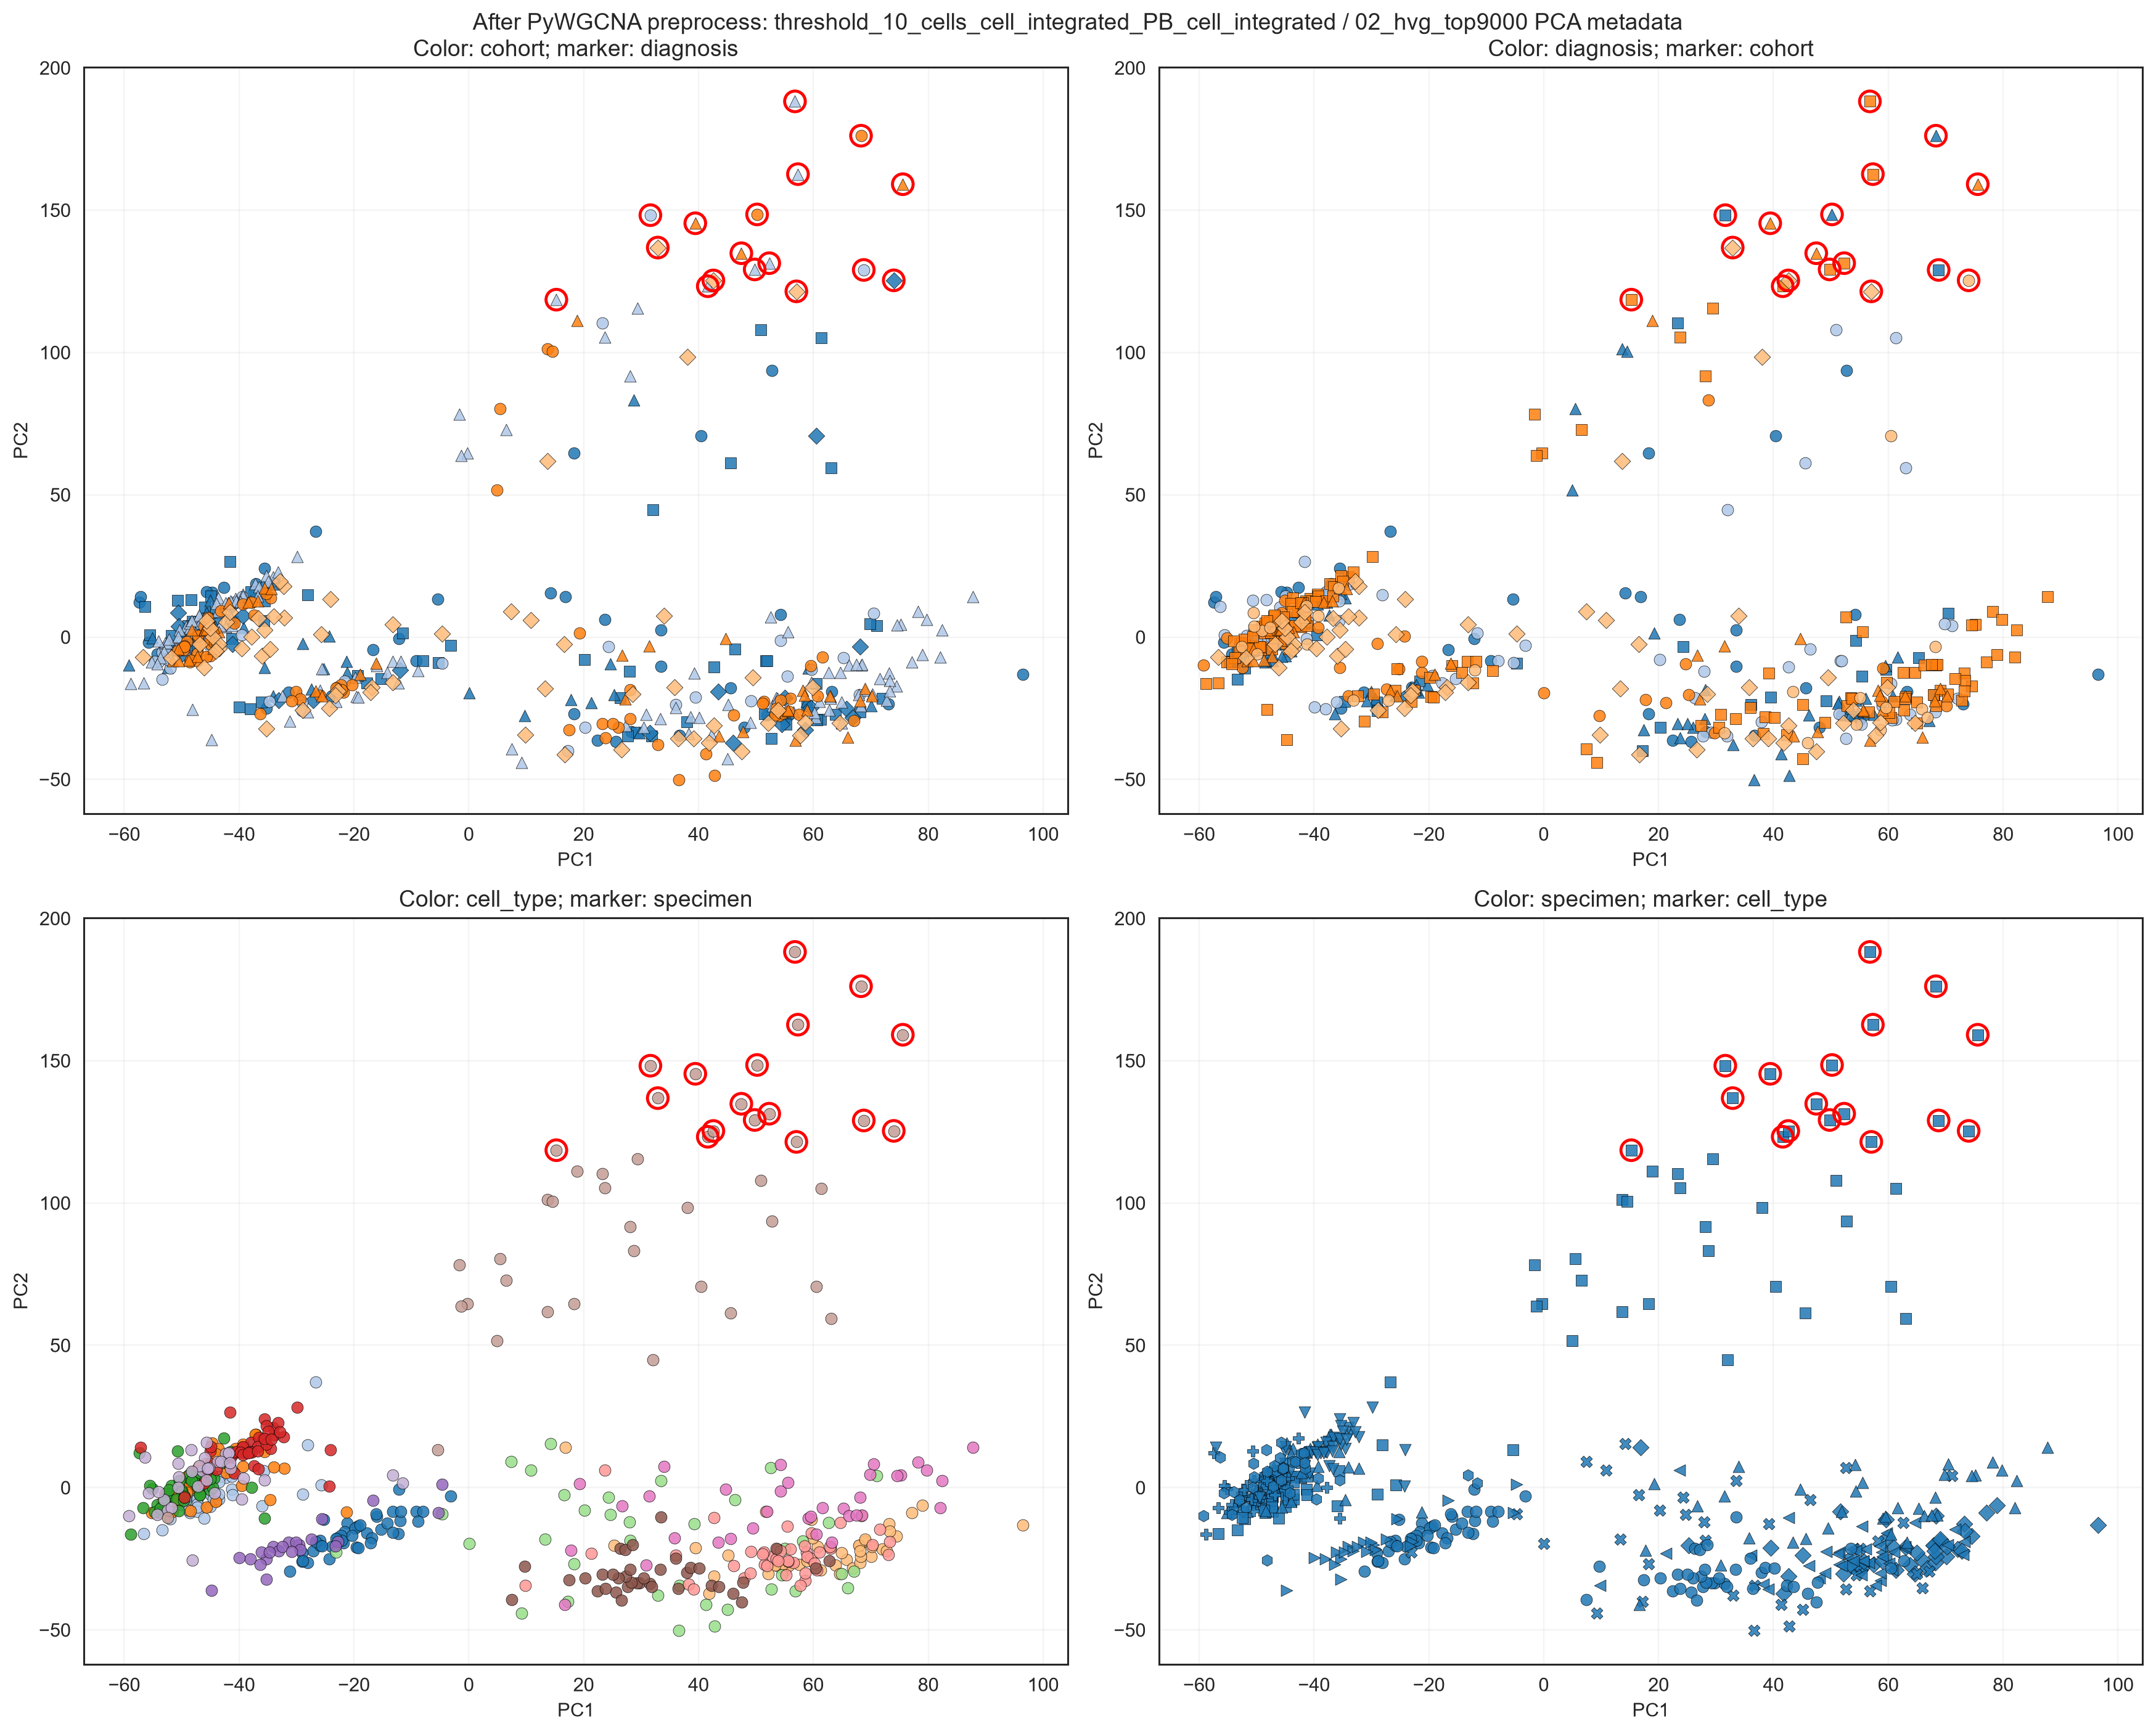 After PyWGCNA preprocess: threshold_10_cells_cell_integrated_PB_cell_integrated / 02_hvg_top9000 PCA metadata
Color: cohort; marker: diagnosis
200
150
100
50
0
−50
PC2
−60 −40 −20 0 20 40 60 80 100
PC1
Color: diagnosis; marker: cohort
200
150
100
50
0
−50
PC2
−60 −40 −20 0 20 40 60 80 100
PC1
Color: cell_type; marker: specimen
200
150
100
50
0
−50
PC2
−60 −40 −20 0 20 40 60 80 100
PC1
Color: specimen; marker: cell_type
200
150
100
50
0
−50
PC2
−60 −40 −20 0 20 40 60 80 100
PC1